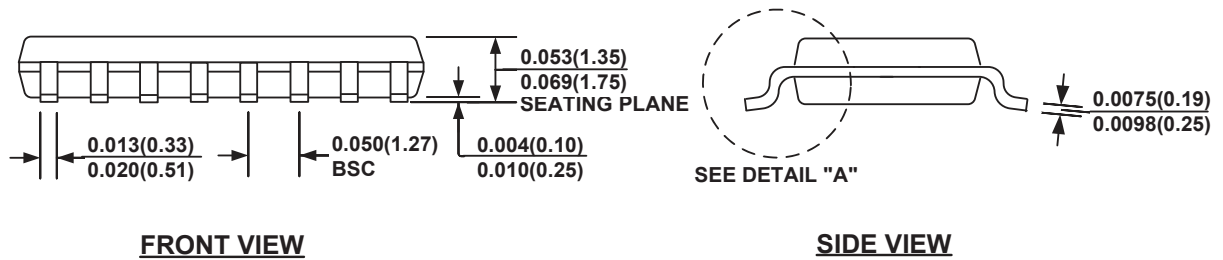 0.053(1.35)
0.069(1.75)
SEATING PLANE
0.013(0.33)
0.020(0.51)
0.050(1.27)
BSC
0.004(0.10)
0.010(0.25)
FRONT VIEW
0.0075(0.19)
0.0098(0.25)
SEE DETAIL "A"
SIDE VIEW